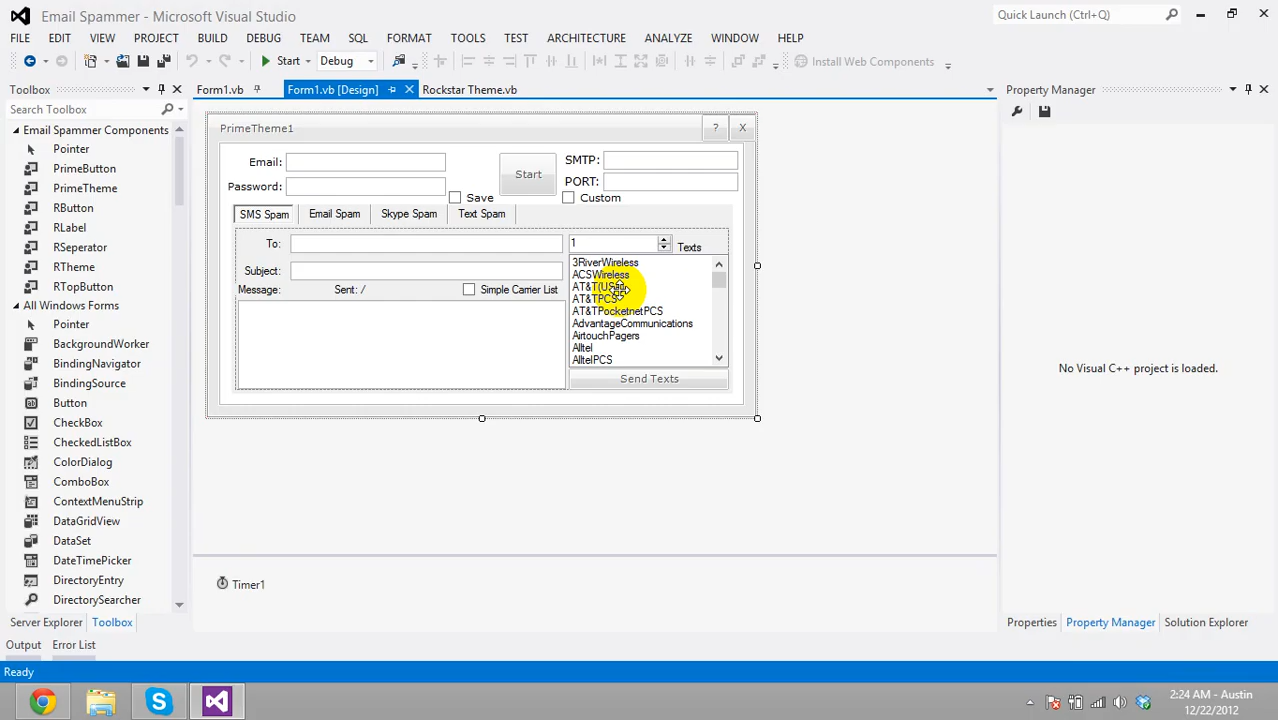 Email Spammer - Microsoft Visual Studio
Quick Launch (Ctrl+Q)
FILE EDIT VIEW PROJECT BUILD DEBUG TEAM SQL FORMAT TOOLS TEST ARCHITECTURE ANALYZE WINDOW HELP
Start Debug Install Web Components
Toolbox
Form1.vb Form1.vb [Design] Rockstar Theme.vb
Property Manager
Search Toolbox
Email Spammer Components
Pointer
PrimeButton
PrimeTheme
RButton
RLabel
RSeperator
RTheme
All Windows Forms
Pointer
BackgroundWorker
BindingNavigator
BindingSource
Button
CheckBox
CheckedListBox
ColorDialog
ComboBox
ContextMenuStrip
DataGridView
DataSet
DateTimePicker
DirectoryEntry
DirectorySearcher
PrimeTheme1 ? X
Email:
Password:
Save
Start
SMTP:
PORT:
Custom
SMS Spam Email Spam Skype Spam Text Spam
To:
1 Texts
Subject:
Message: Sent: / Simple Carrier List
3RiverWireless
ACSWireless
AT&T(USA)
AT&TPCS
AT&TPocketnetPCS
AdvantageCommunications
AirtouchPagers
Alltel
AlltelPCS
Send Texts
Timer1
No Visual C++ project is loaded.
Server Explorer Toolbox
Properties Property Manager Solution Explorer
Output Error List
Ready
2:24 AM - Austin
12/22/2012